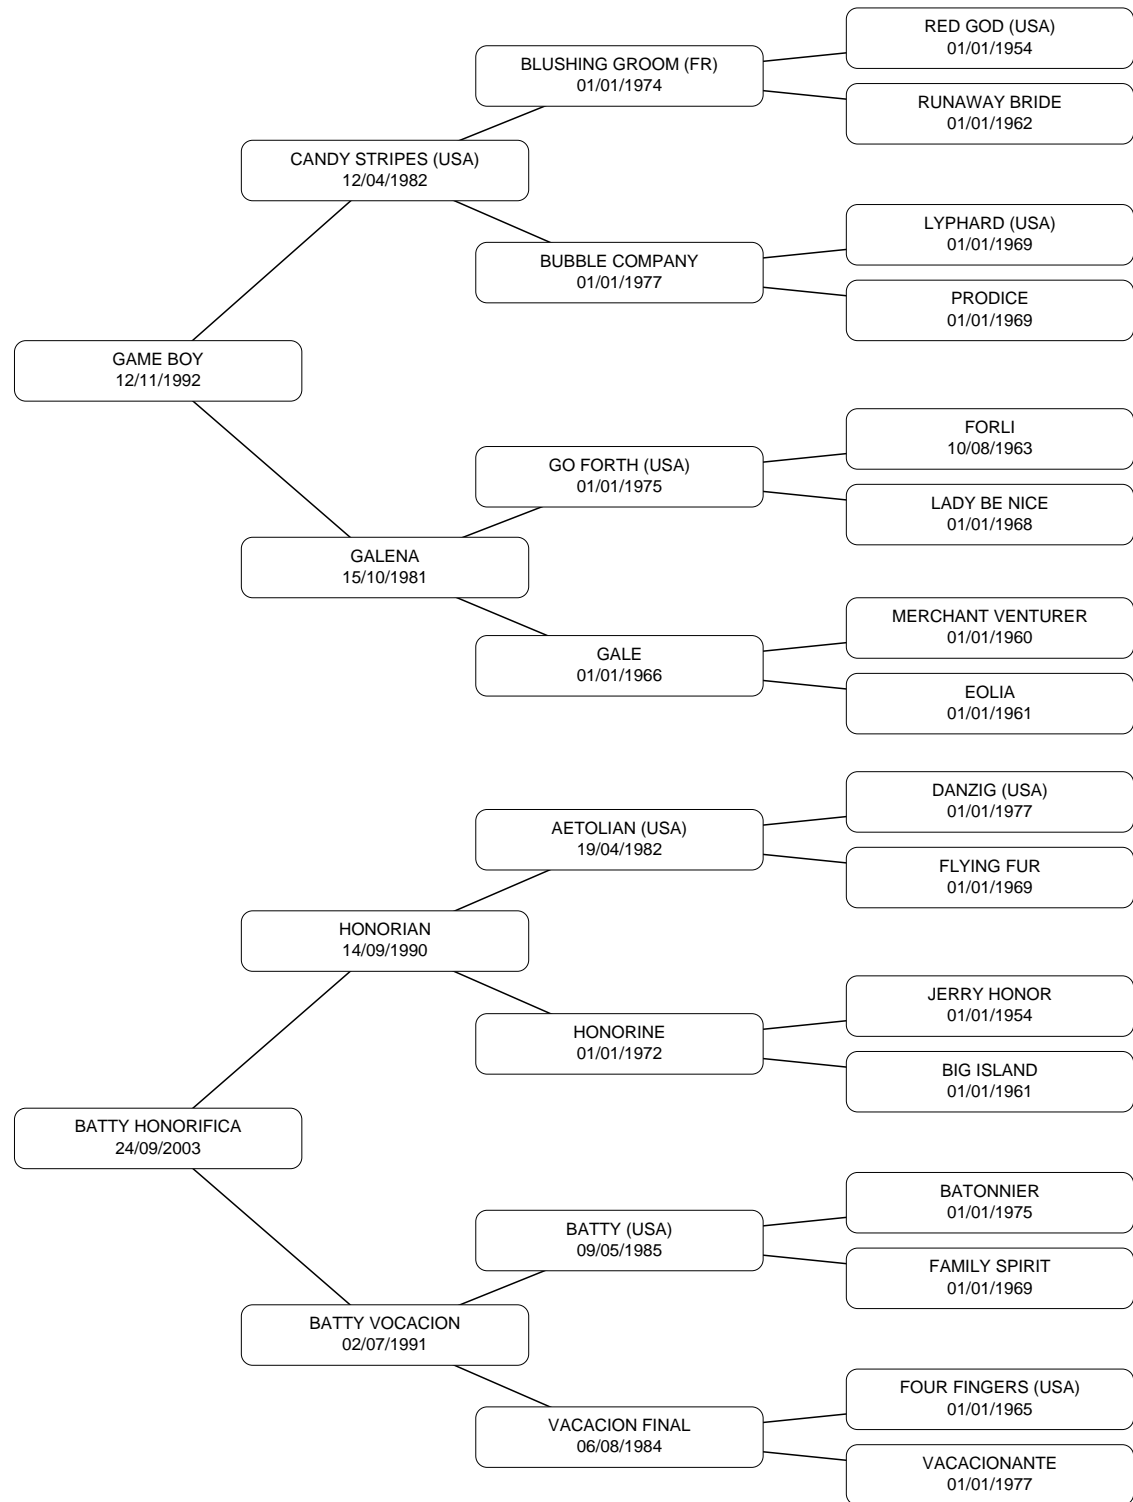 RED GOD (USA)
01/01/1954
BLUSHING GROOM (FR)
01/01/1974
RUNAWAY BRIDE
01/01/1962
CANDY STRIPES (USA)
12/04/1982
LYPHARD (USA)
01/01/1969
BUBBLE COMPANY
01/01/1977
PRODICE
01/01/1969
GAME BOY
12/11/1992
FORLI
10/08/1963
GO FORTH (USA)
01/01/1975
LADY BE NICE
01/01/1968
GALENA
15/10/1981
MERCHANT VENTURER
01/01/1960
GALE
01/01/1966
EOLIA
01/01/1961
DANZIG (USA)
01/01/1977
AETOLIAN (USA)
19/04/1982
FLYING FUR
01/01/1969
HONORIAN
14/09/1990
JERRY HONOR
01/01/1954
HONORINE
01/01/1972
BIG ISLAND
01/01/1961
BATTY HONORIFICA
24/09/2003
BATONNIER
01/01/1975
BATTY (USA)
09/05/1985
FAMILY SPIRIT
01/01/1969
BATTY VOCACION
02/07/1991
FOUR FINGERS (USA)
01/01/1965
VACACION FINAL
06/08/1984
VACACIONANTE
01/01/1977